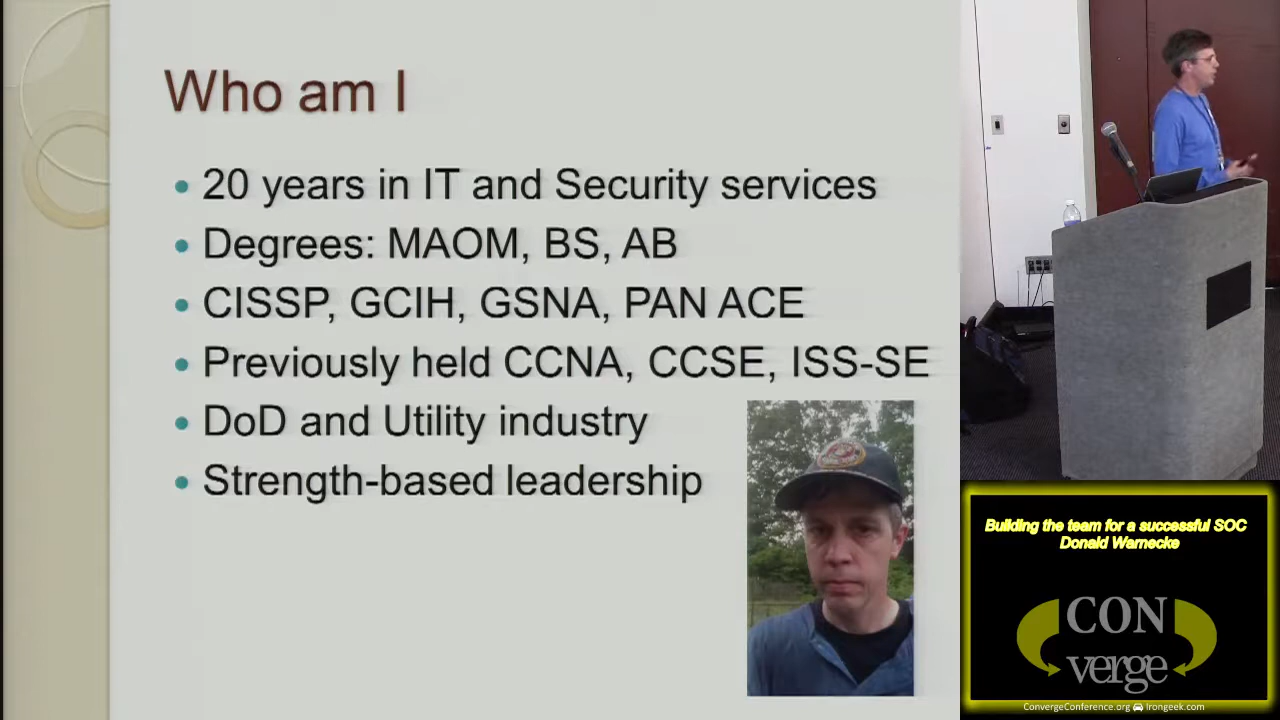 Who am I
20 years in IT and Security services
Degrees: MAOM, BS, AB
CISSP, GCIH, GSNA, PAN ACE
Previously held CCNA, CCSE, ISS-SE
DoD and Utility industry
Strength-based leadership
Building the team for a successful SOC
Donald Warnecke
CON
verge
ConvergeConference.org Irongeek.com